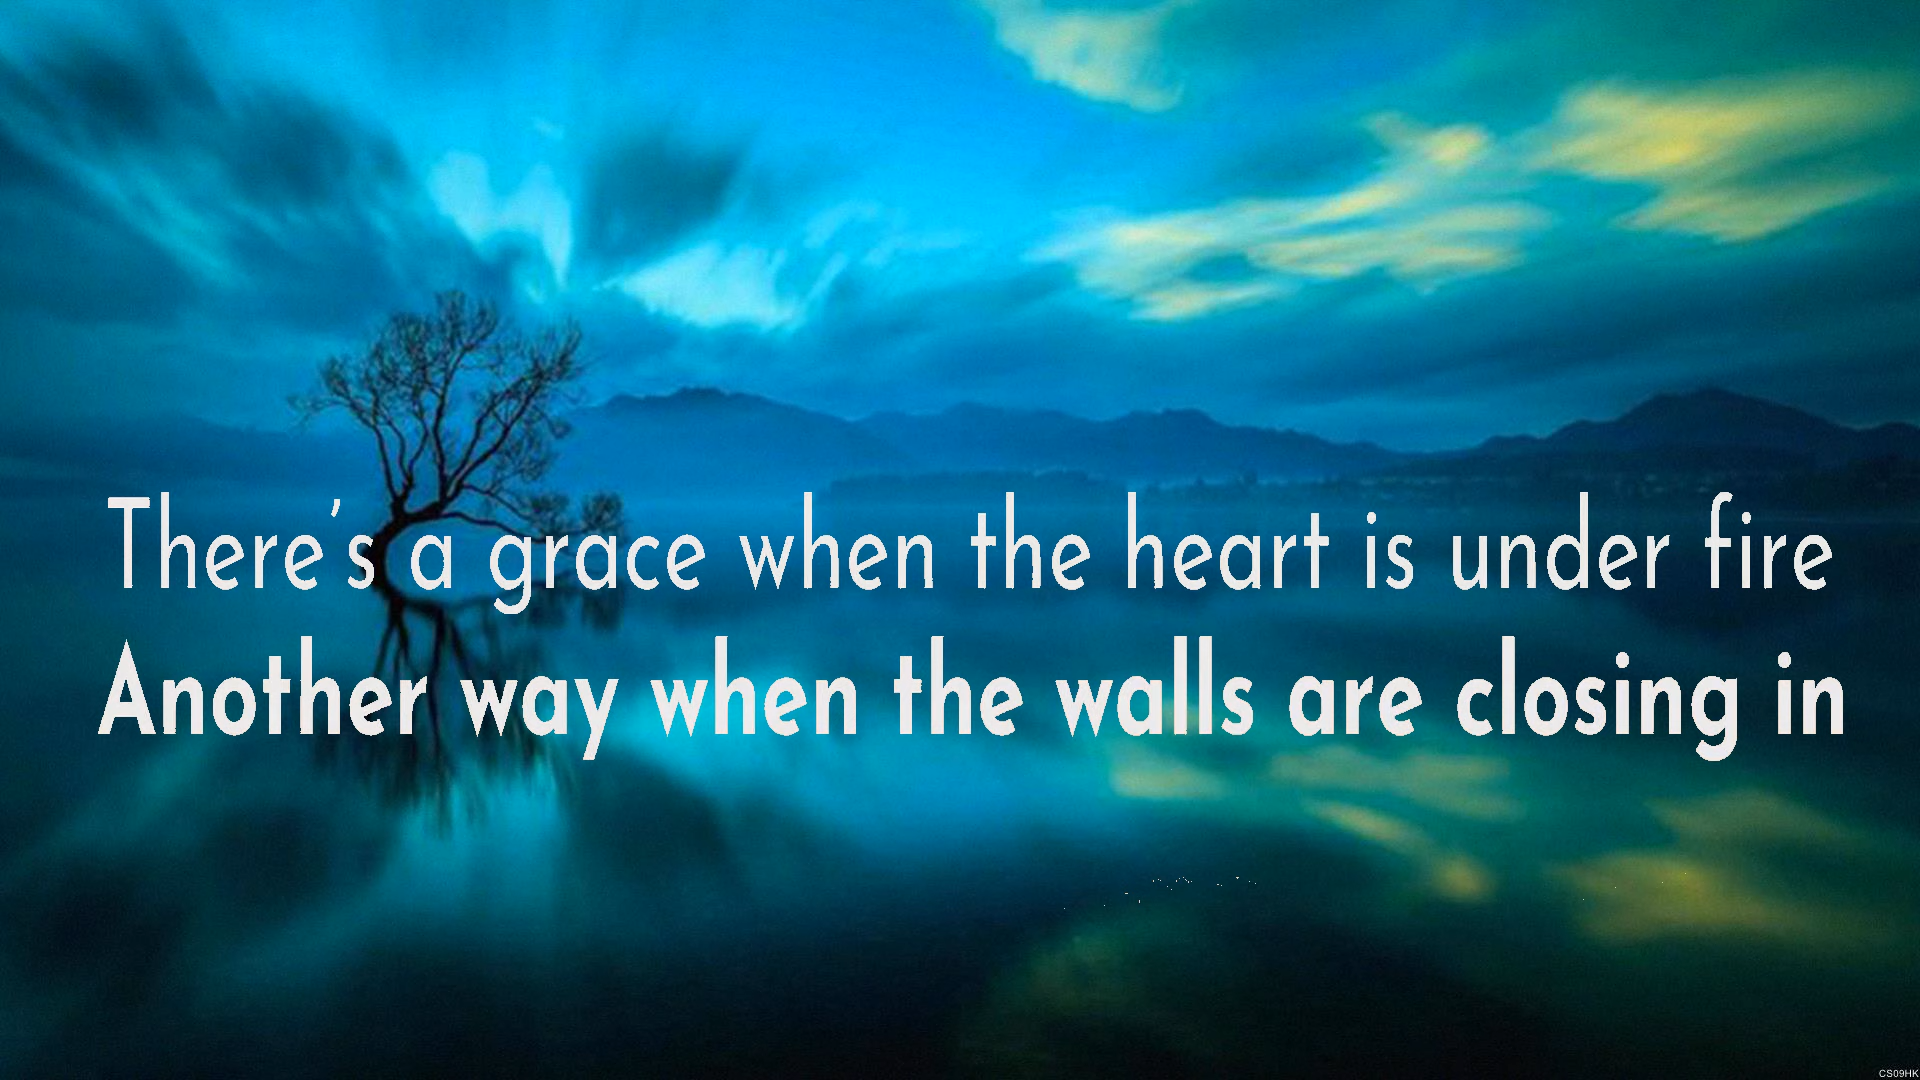 There's a grace when the heart is under fire
Another way when the walls are closing in
CS09HK